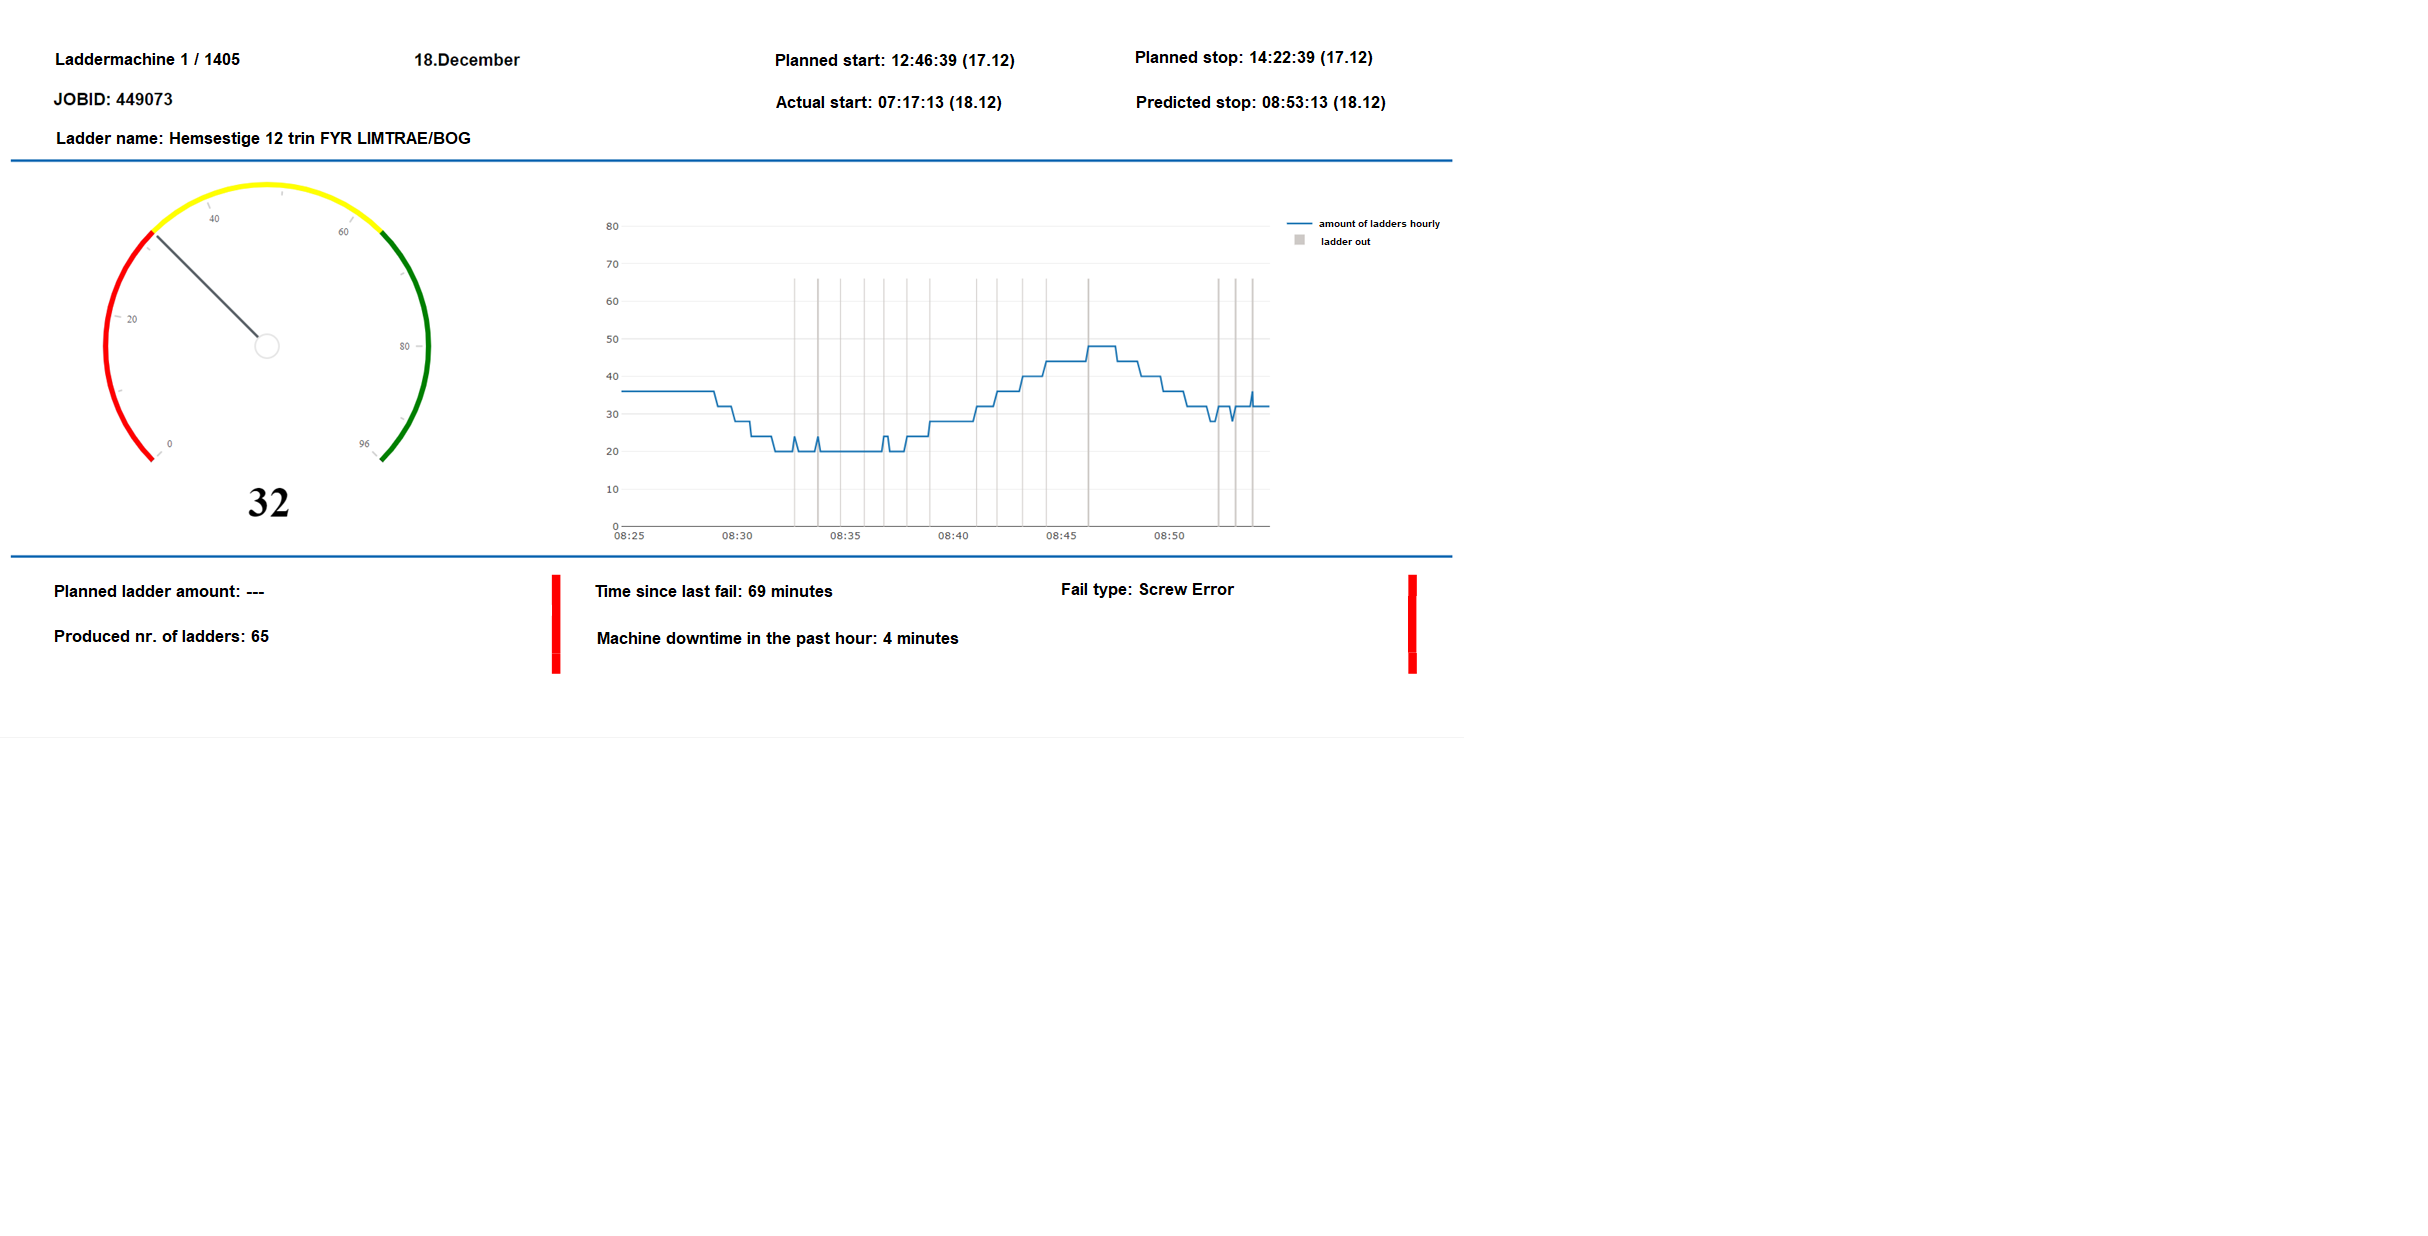 Laddermachine 1 / 1405
18.December
Planned start: 12:46:39 (17.12)
Planned stop: 14:22:39 (17.12)
JOBID: 449073
Actual start: 07:17:13 (18.12)
Predicted stop: 08:53:13 (18.12)
Ladder name: Hemsestige 12 trin FYR LIMTRAE/BOG
0
20
40
60
80
96
32
80
70
60
50
40
30
20
10
0
08:25 08:30 08:35 08:40 08:45 08:50
amount of ladders hourly
ladder out
Planned ladder amount: ---
Produced nr. of ladders: 65
Time since last fail: 69 minutes
Fail type: Screw Error
Machine downtime in the past hour: 4 minutes